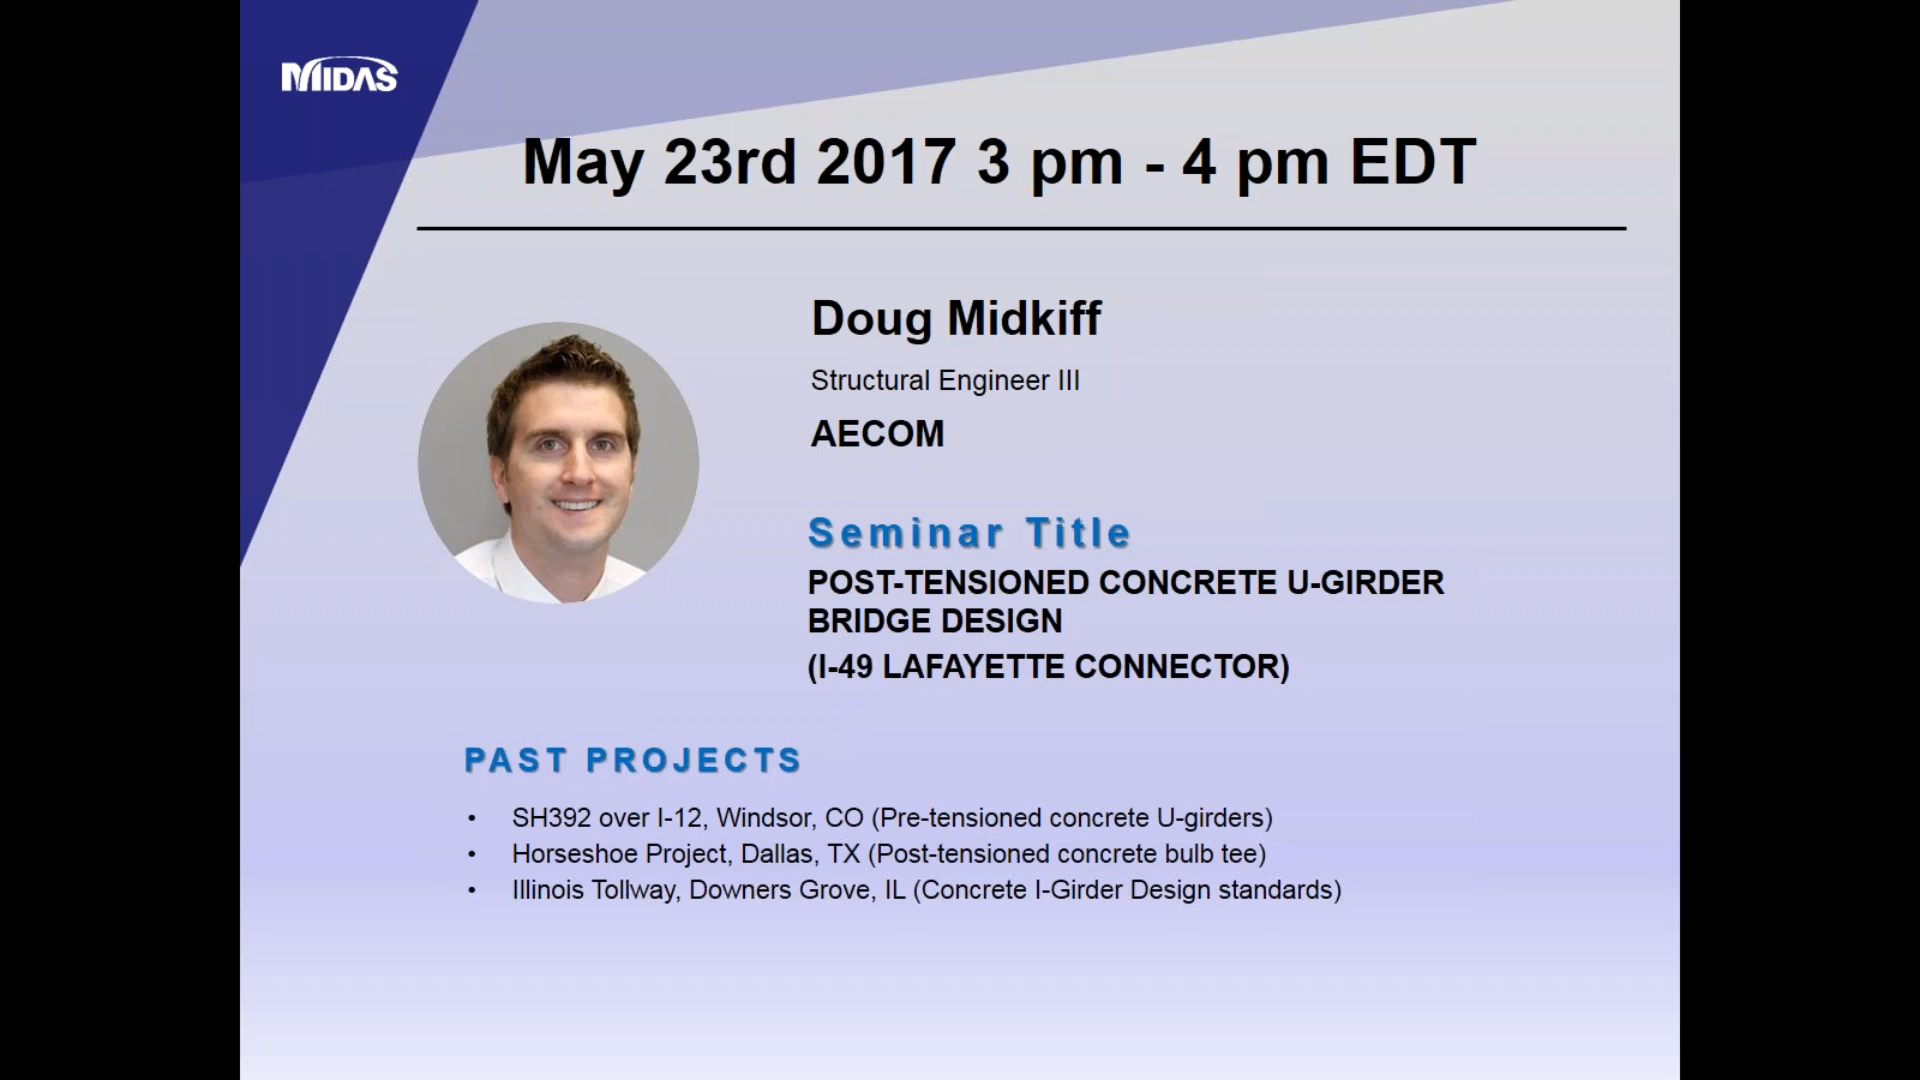 MIDAS
May 23rd 2017 3 pm - 4 pm EDT
Doug Midkiff
Structural Engineer III
AECOM
Seminar Title
POST-TENSIONED CONCRETE U-GIRDER
BRIDGE DESIGN
(I-49 LAFAYETTE CONNECTOR)
PAST PROJECTS
• SH392 over I-12, Windsor, CO (Pre-tensioned concrete U-girders)
• Horseshoe Project, Dallas, TX (Post-tensioned concrete bulb tee)
• Illinois Tollway, Downers Grove, IL (Concrete I-Girder Design standards)